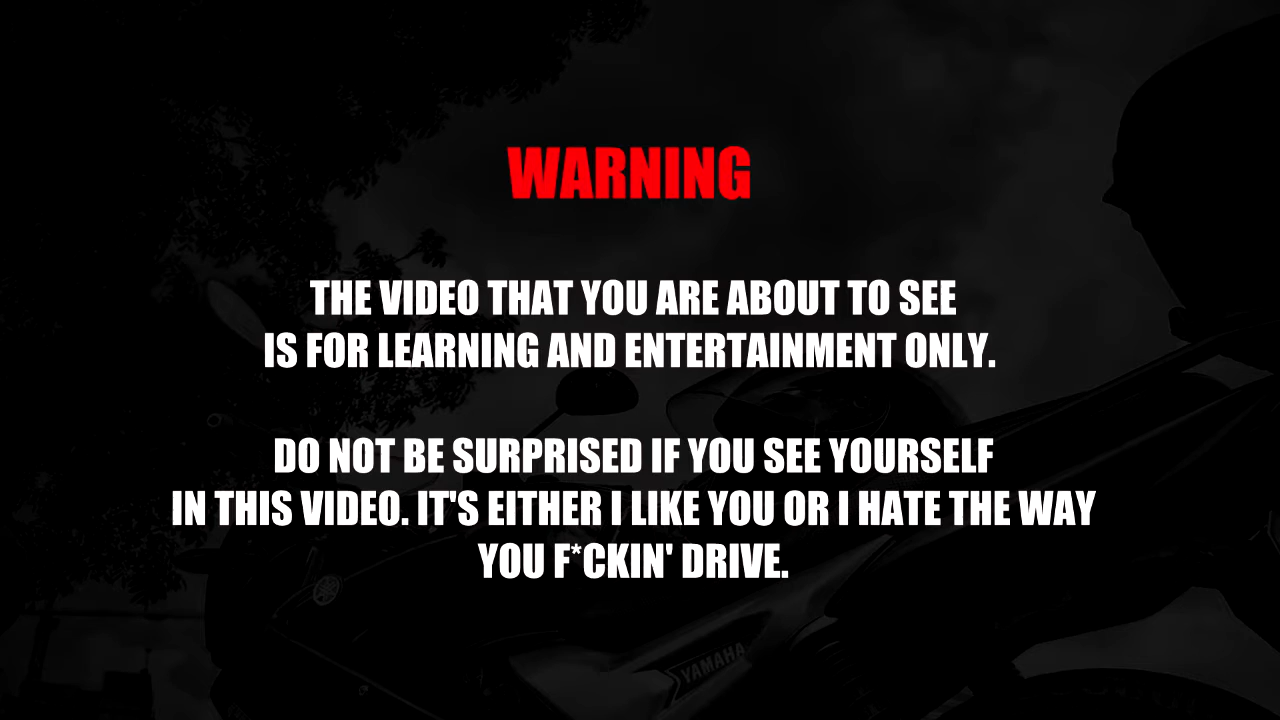 WARNING
THE VIDEO THAT YOU ARE ABOUT TO SEE
IS FOR LEARNING AND ENTERTAINMENT ONLY.
DO NOT BE SURPRISED IF YOU SEE YOURSELF
IN THIS VIDEO. IT'S EITHER I LIKE YOU OR I HATE THE WAY
YOU F*CKIN' DRIVE.
YAMAHA